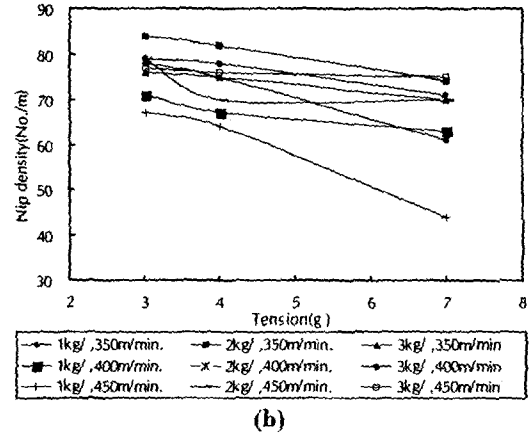 90
80
70
60
50
40
30
Nip density(No./m)
2 3 4 5 6 7 8
Tension(g)
1kg/ ,350m/min. 2kg/ ,350m/min. 3kg/ ,350m/min
1kg/ ,400m/min. 2kg/ ,400m/min. 3kg/ ,400m/min
1kg/ ,450m/min. 2kg/ ,450m/min. 3kg/ ,450m/min
(b)